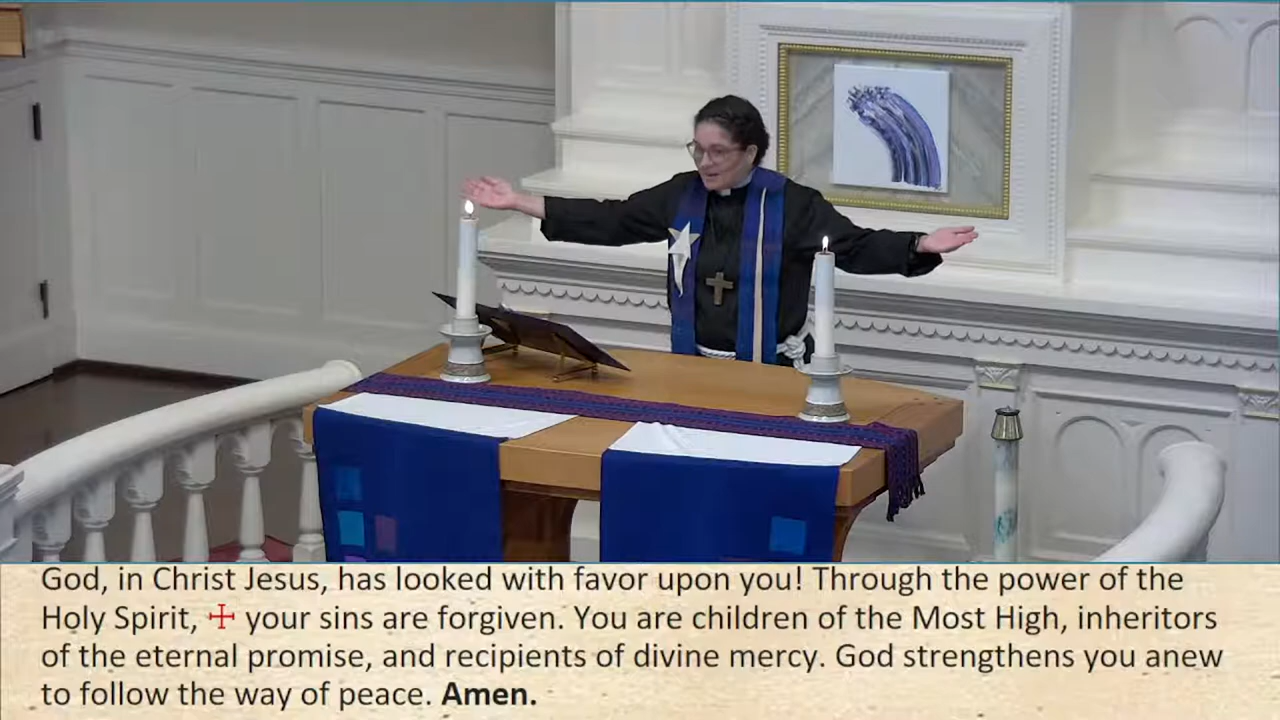 God, in Christ Jesus, has looked with favor upon you! Through the power of the
Holy Spirit, ☩ your sins are forgiven. You are children of the Most High, inheritors
of the eternal promise, and recipients of divine mercy. God strengthens you anew
to follow the way of peace. Amen.